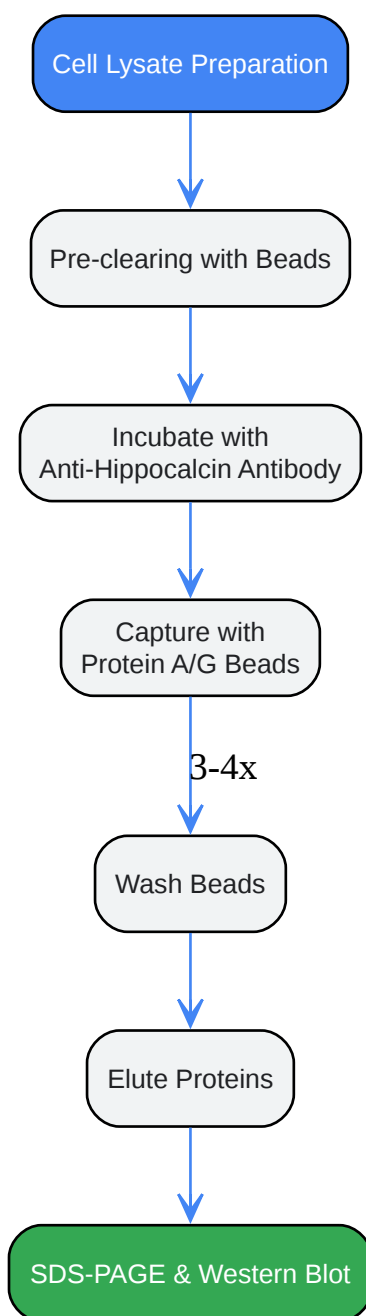 Cell Lysate Preparation
Pre-clearing with Beads
Incubate with
Anti-Hippocalcin Antibody
Capture with
Protein A/G Beads
3-4x
Wash Beads
Elute Proteins
SDS-PAGE & Western Blot